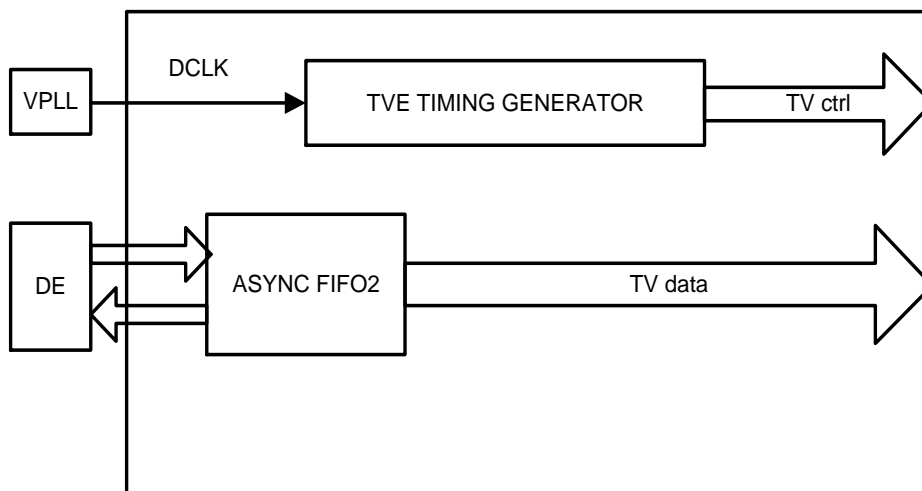 DCLK
VPLL
TVE TIMING GENERATOR
TV ctrl
DE
ASYNC FIFO2
TV data